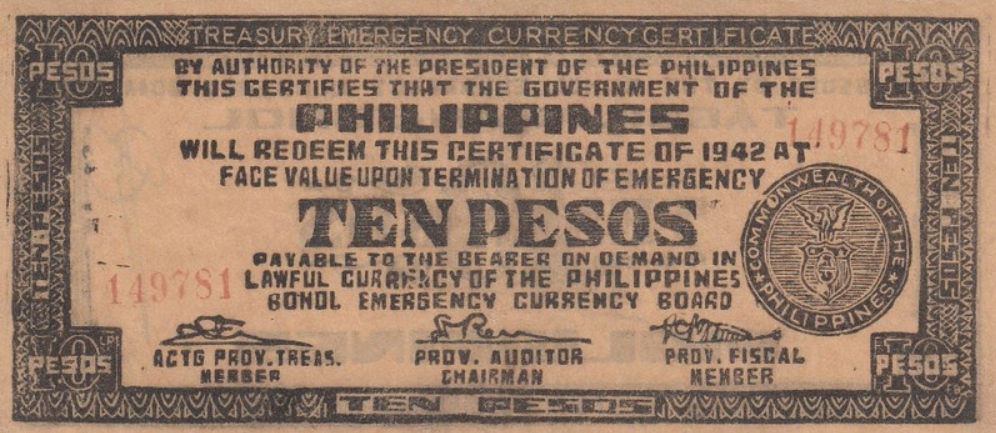 TREASURY EMERGENCY CURRENCY CERTIFICATE
10 PESOS
10 PESOS
BY AUTHORITY OF THE PRESIDENT OF THE PHILIPPINES
THIS CERTIFIES THAT THE GOVERNMENT OF THE
PHILIPPINES
149781
WILL REDEEM THIS CERTIFICATE OF 1942 AT
FACE VALUE UPON TERMINATION OF EMERGENCY
TEN PESOS
TEN PESOS
TEN PESOS
COMMONWEALTH OF THE PHILIPPINES
PAYABLE TO THE BEARER ON DEMAND IN
149781
LAWFUL CURRENCY OF THE PHILIPPINES
BOHOL EMERGENCY CURRENCY BOARD
ACTG PROV. TREAS.
MEMBER
PROV. AUDITOR
CHAIRMAN
PROV. FISCAL
MEMBER
10 PESOS
10 PESOS
TEN PESOS